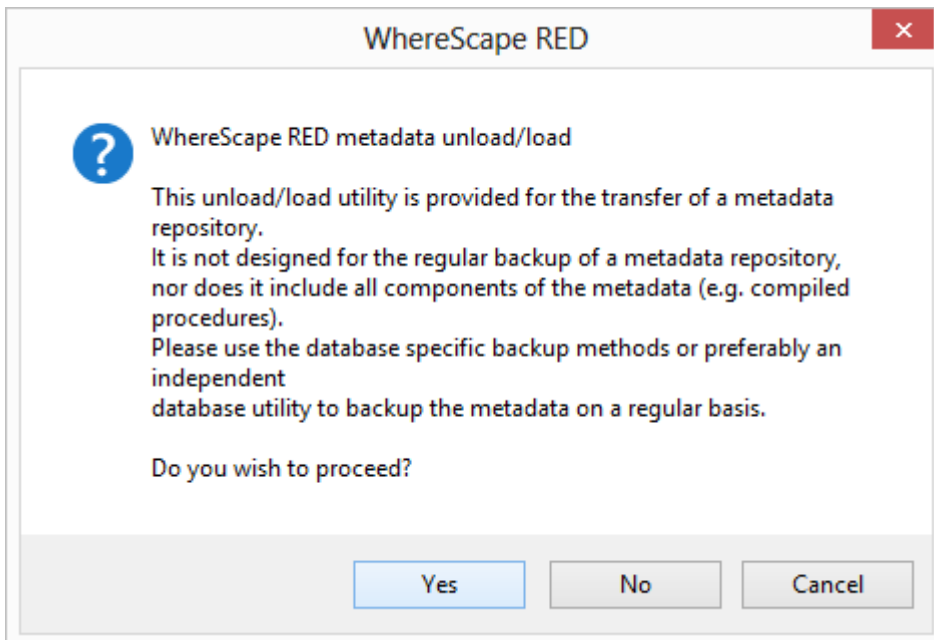 WhereScape RED
WhereScape RED metadata unload/load
This unload/load utility is provided for the transfer of a metadata
repository.
It is not designed for the regular backup of a metadata repository,
nor does it include all components of the metadata (e.g. compiled
procedures).
Please use the database specific backup methods or preferably an
independent
database utility to backup the metadata on a regular basis.
Do you wish to proceed?
Yes No Cancel